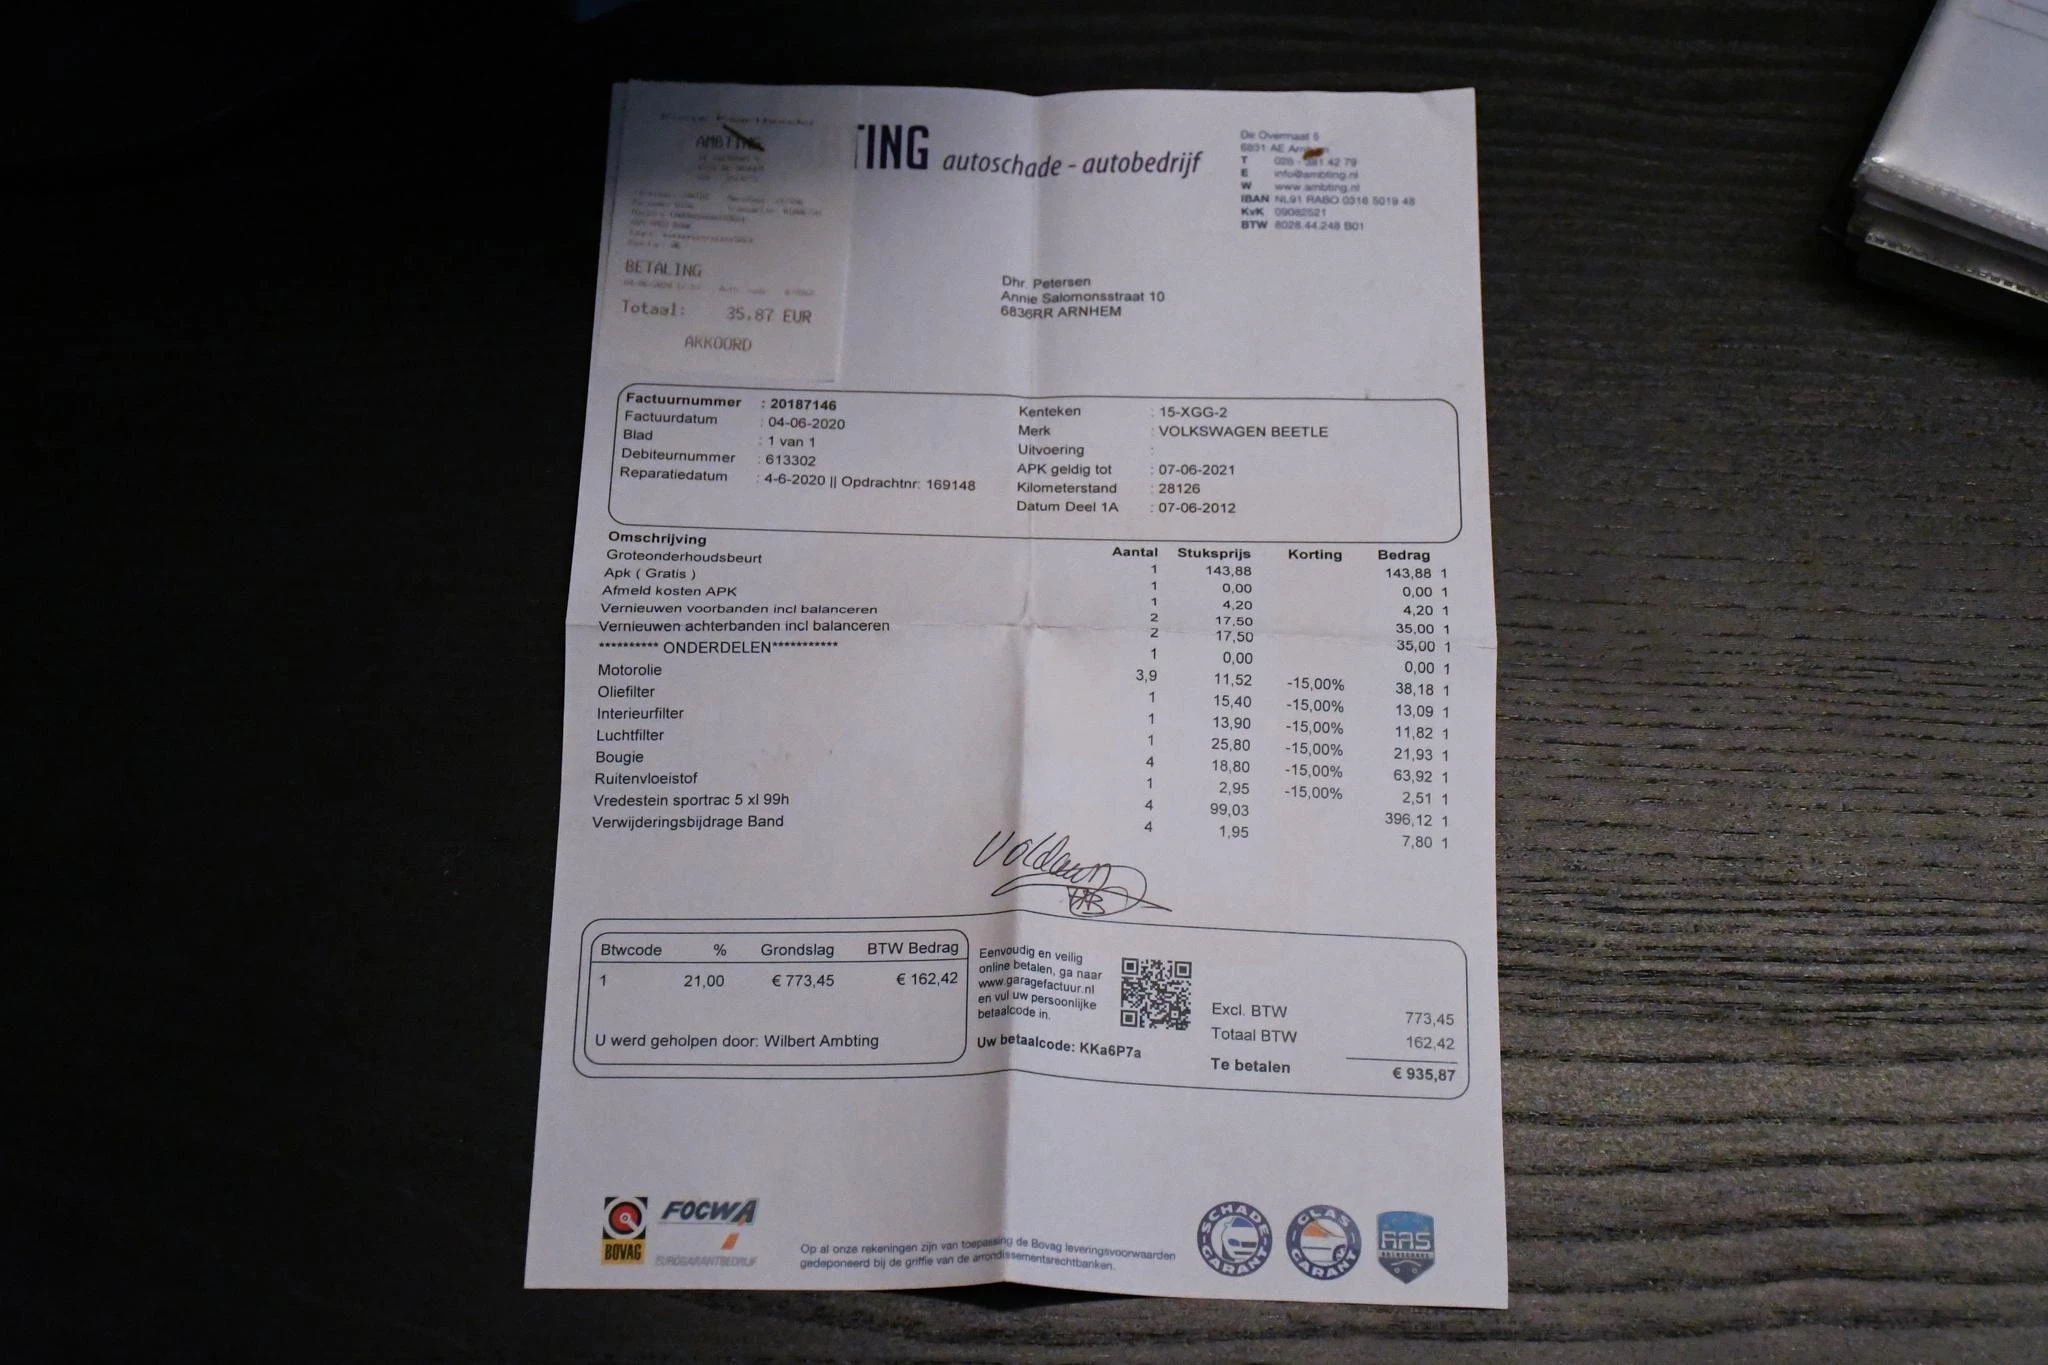 AMBTING
BETALING
Totaal: 35.87 EUR
AKKOORD
TING autoschade - autobedrijf
De Overmaat 5
6831 AE
T 026 - 381 42 79
E info@ambting.nl
W www.ambting.nl
IBAN NL91 RABO 0316 5019 48
KvK 09082521
BTW 8028.44.248 B01
Dhr. Petersen
Annie Salomonsstraat 10
6836RR ARNHEM
Factuurnummer : 20187146
Factuurdatum : 04-06-2020
Blad : 1 van 1
Debiteurnummer : 613302
Reparatiedatum : 4-6-2020 || Opdrachtnr: 169148
Kenteken : 15-XGG-2
Merk : VOLKSWAGEN BEETLE
Uitvoering :
APK geldig tot : 07-06-2021
Kilometerstand : 28126
Datum Deel 1A : 07-06-2012
Omschrijving Aantal Stuksprijs Korting Bedrag
Groteonderhoudsbeurt 1 143,88 143,88 1
Apk ( Gratis ) 1 0,00 0,00 1
Afmeld kosten APK 1 4,20 4,20 1
Vernieuwen voorbanden incl balanceren 2 17,50 35,00 1
Vernieuwen achterbanden incl balanceren 2 17,50 35,00 1
********** ONDERDELEN*********** 1 0,00 0,00 1
Motorolie 3,9 11,52 -15,00% 38,18 1
Oliefilter 1 15,40 -15,00% 13,09 1
Interieurfilter 1 13,90 -15,00% 11,82 1
Luchtfilter 1 25,80 -15,00% 21,93 1
Bougie 4 18,80 -15,00% 63,92 1
Ruitenvloeistof 1 2,95 -15,00% 2,51 1
Vredestein sportrac 5 xl 99h 4 99,03 396,12 1
Verwijderingsbijdrage Band 4 1,95 7,80 1
Btwcode % Grondslag BTW Bedrag
1 21,00 € 773,45 € 162,42
U werd geholpen door: Wilbert Ambting
Eenvoudig en veilig
online betalen, ga naar
www.garagefactuur.nl
en vul uw persoonlijke
betaalcode in.
Uw betaalcode: KKa6P7a
Excl. BTW 773,45
Totaal BTW 162,42
Te betalen € 935,87
BOVAG
FOCWA
EUROGARANTBEDRIJF
Op al onze rekeningen zijn van toepassing de Bovag leveringsvoorwaarden
gedeponeerd bij de griffie van de arrondissementsrechtbanken.
SCHADE GARANT
GLAS GARANT